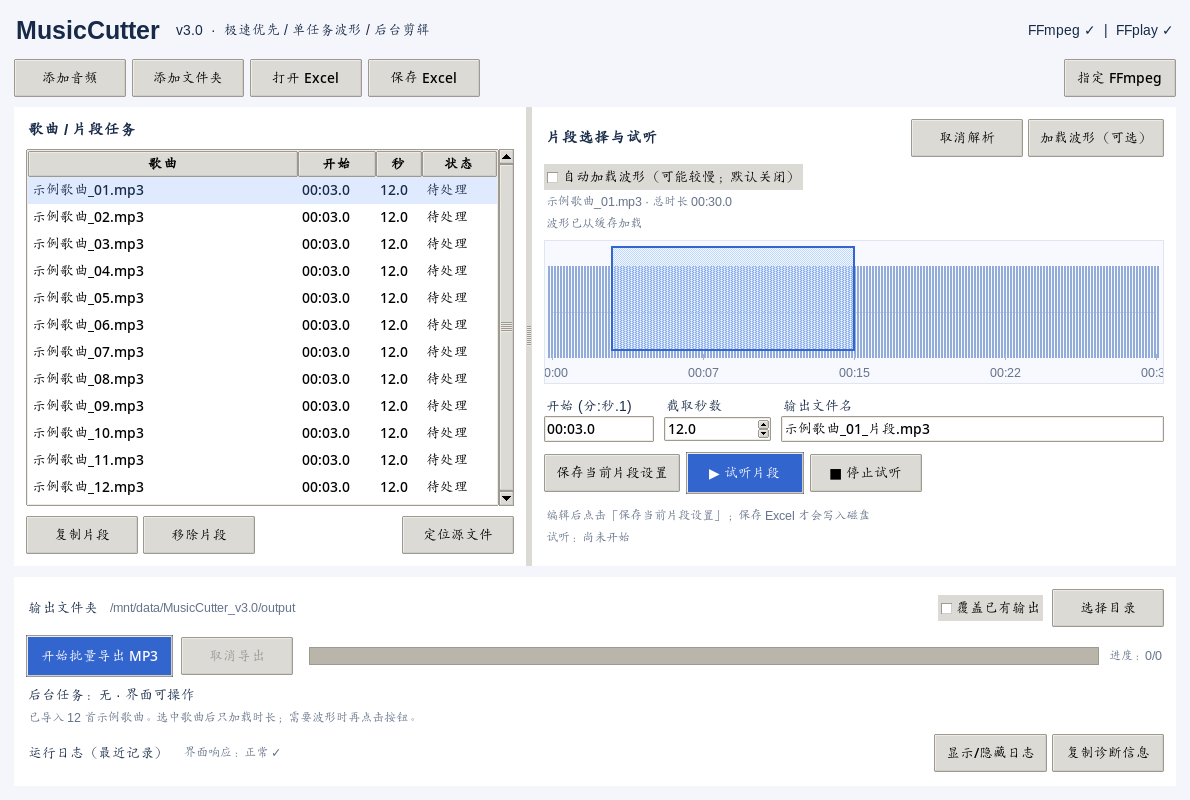 MusicCutter v3.0 · 极速优先 / 单任务波形 / 后台剪辑 FFmpeg ✓ | FFplay ✓
添加音频 添加文件夹 打开 Excel 保存 Excel 指定 FFmpeg
歌曲 / 片段任务
歌曲 开始 秒 状态
示例歌曲_01.mp3 00:03.0 12.0 待处理
示例歌曲_02.mp3 00:03.0 12.0 待处理
示例歌曲_03.mp3 00:03.0 12.0 待处理
示例歌曲_04.mp3 00:03.0 12.0 待处理
示例歌曲_05.mp3 00:03.0 12.0 待处理
示例歌曲_06.mp3 00:03.0 12.0 待处理
示例歌曲_07.mp3 00:03.0 12.0 待处理
示例歌曲_08.mp3 00:03.0 12.0 待处理
示例歌曲_09.mp3 00:03.0 12.0 待处理
示例歌曲_10.mp3 00:03.0 12.0 待处理
示例歌曲_11.mp3 00:03.0 12.0 待处理
示例歌曲_12.mp3 00:03.0 12.0 待处理
复制片段 移除片段 定位源文件
片段选择与试听 取消解析 加载波形（可选）
自动加载波形（可能较慢；默认关闭）
示例歌曲_01.mp3 · 总时长 00:30.0
波形已从缓存加载
0:00 00:07 00:15 00:22 00:3
开始 (分:秒.1) 截取秒数 输出文件名
00:03.0 12.0 示例歌曲_01_片段.mp3
保存当前片段设置 ▶ 试听片段 ■ 停止试听
编辑后点击「保存当前片段设置」；保存 Excel 才会写入磁盘
试听：尚未开始
输出文件夹 /mnt/data/MusicCutter_v3.0/output 覆盖已有输出 选择目录
开始批量导出 MP3 取消导出 进度：0/0
后台任务：无 · 界面可操作
已导入 12 首示例歌曲。选中歌曲后只加载时长；需要波形时再点击按钮。
运行日志（最近记录） 界面响应：正常 ✓ 显示/隐藏日志 复制诊断信息